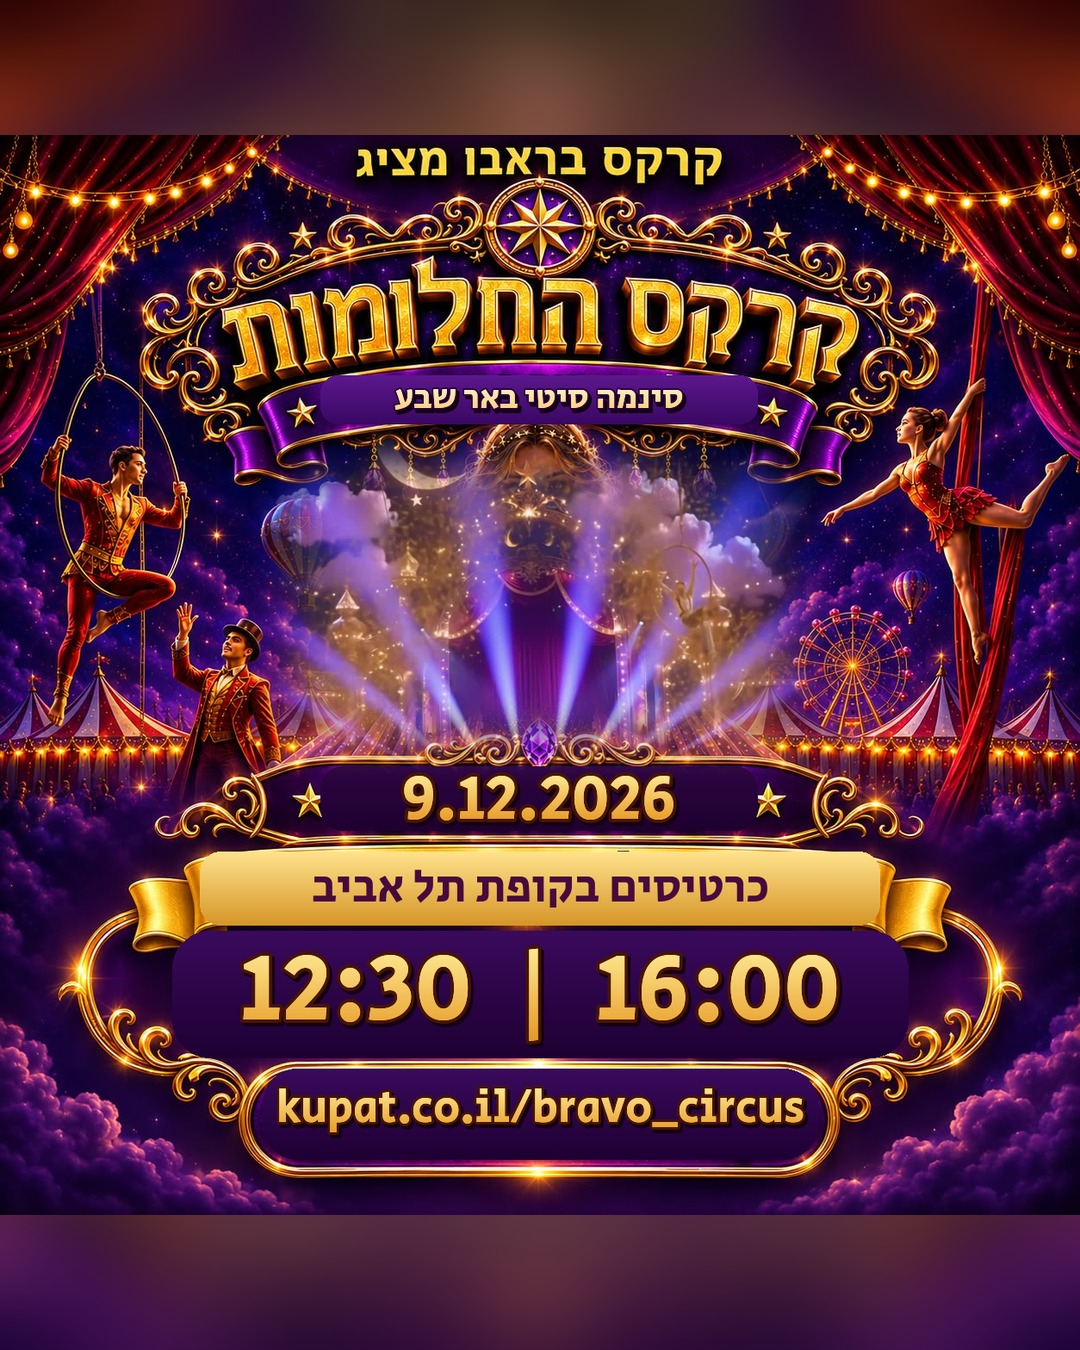 קרקס בראבו מציג
קרקס החלומות
סינמה סיטי באר שבע
9.12.2026
כרטיסים בקופת תל אביב
12:30 | 16:00
kupat.co.il/bravo_circus